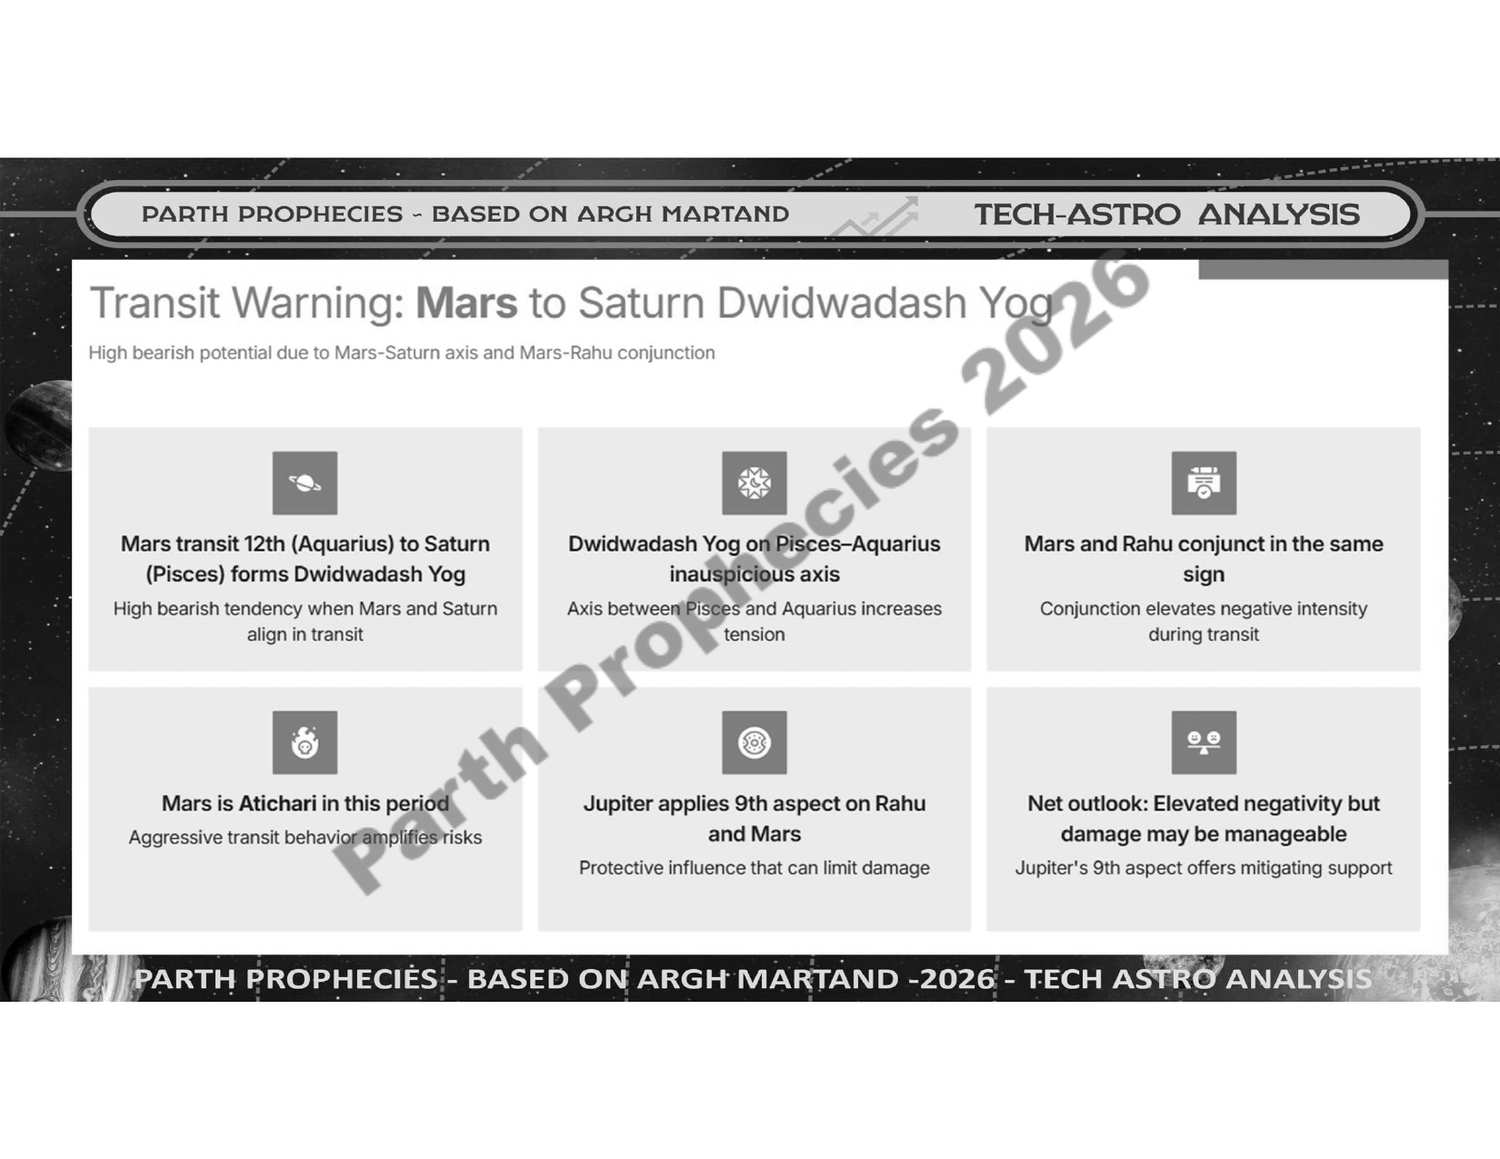 PARTH PROPHECIES - BASED ON ARGH MARTAND
TECH-ASTRO ANALYSIS
Transit Warning: Mars to Saturn Dwidwadash Yog
High bearish potential due to Mars-Saturn axis and Mars-Rahu conjunction
Mars transit 12th (Aquarius) to Saturn
(Pisces) forms Dwidwadash Yog
High bearish tendency when Mars and Saturn
align in transit
Dwidwadash Yog on Pisces–Aquarius
inauspicious axis
Axis between Pisces and Aquarius increases
tension
Mars and Rahu conjunct in the same
sign
Conjunction elevates negative intensity
during transit
Mars is Atichari in this period
Aggressive transit behavior amplifies risks
Jupiter applies 9th aspect on Rahu
and Mars
Protective influence that can limit damage
Net outlook: Elevated negativity but
damage may be manageable
Jupiter's 9th aspect offers mitigating support
Parth Prophecies 2026
PARTH PROPHECIES - BASED ON ARGH MARTAND -2026 - TECH ASTRO ANALYSIS